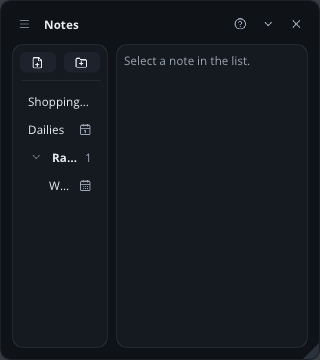 Notes
Select a note in the list.
Shopping...
Dailies
Ra... 1
W...